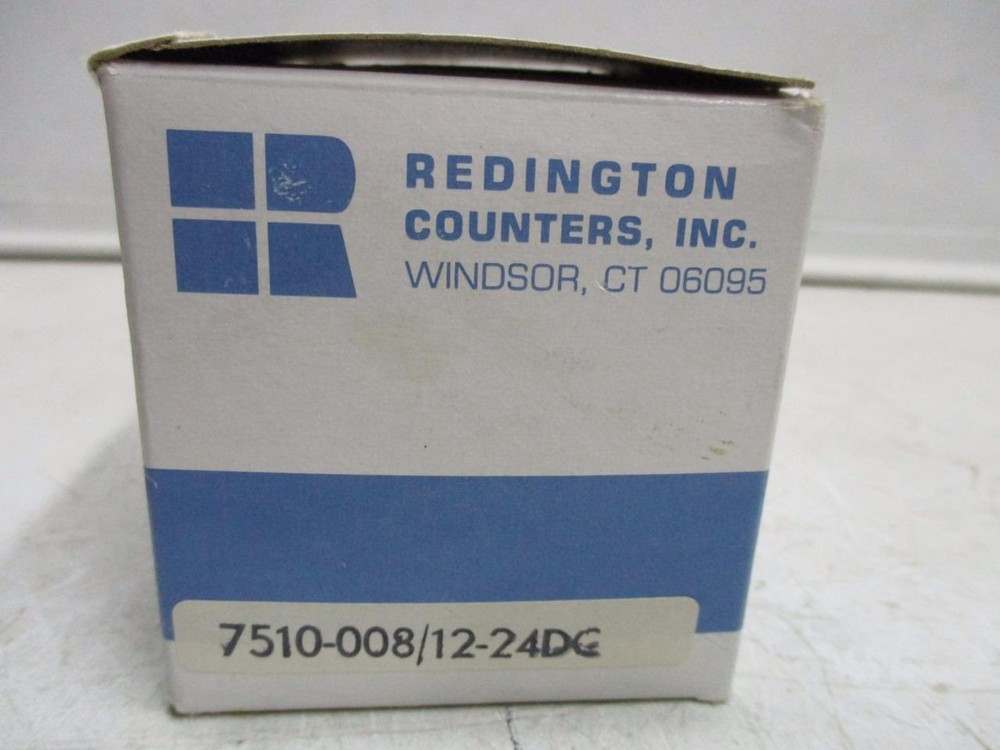 REDINGTON
COUNTERS, INC.
WINDSOR, CT 06095
7510-008/12-24DC